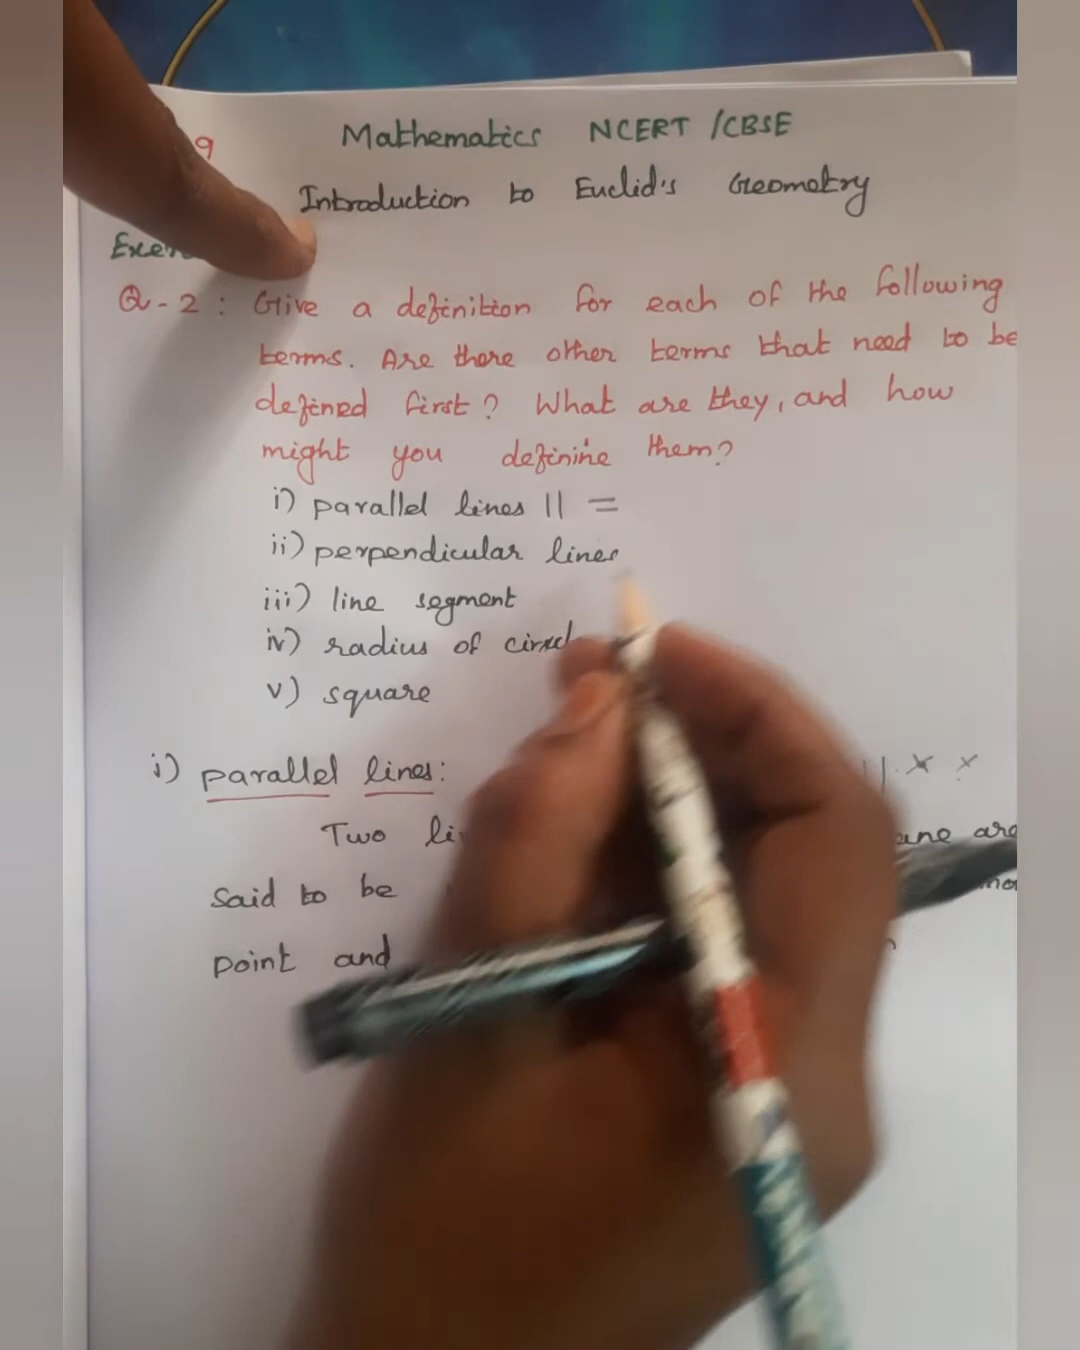 9
Mathematics NCERT /CBSE
Introduction to Euclid's Geometry
Q-2: Give a definition for each of the following
terms. Are there other terms that need to be
defined first? What are they, and how
might you definine them?
i) parallel lines || =
ii) perpendicular lines
iii) line segment
iv) radius of
v) square
i) parallel lines:
Two are
said to be
point and